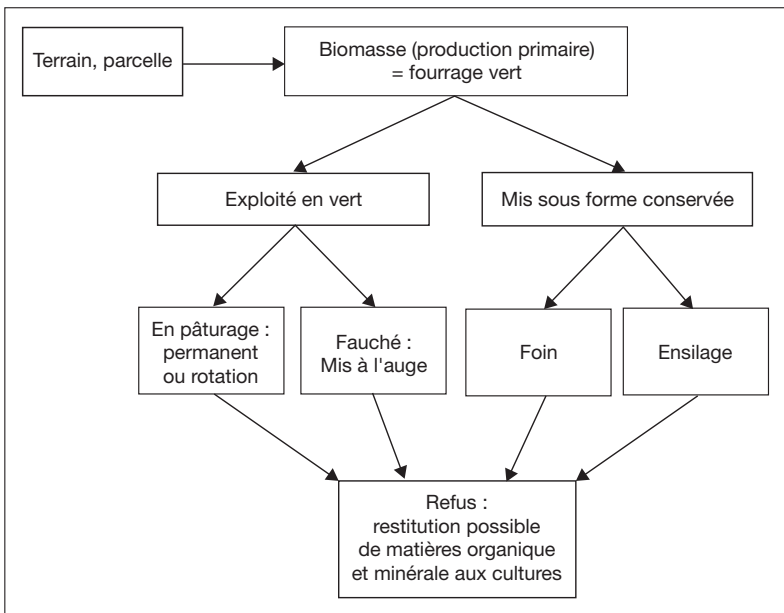 Terrain, parcelle
Biomasse (production primaire)
= fourrage vert
Exploité en vert
Mis sous forme conservée
En pâturage :
permanent
ou rotation
Fauché :
Mis à l'auge
Foin
Ensilage
Refus :
restitution possible
de matières organique
et minérale aux cultures